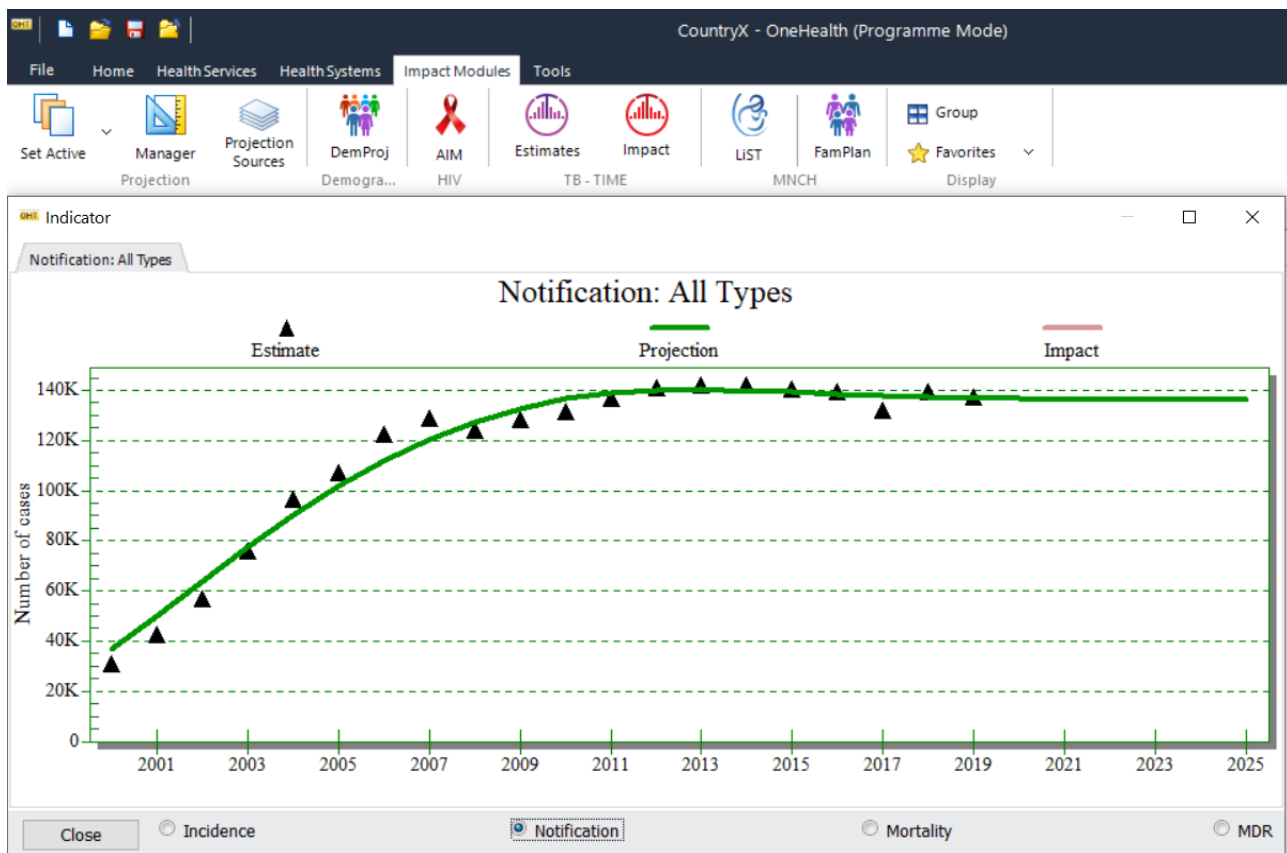 OHT
CountryX - OneHealth (Programme Mode)
File Home Health Services Health Systems Impact Modules Tools
Set Active Manager Projection Sources DemProj AIM Estimates Impact LiST FamPlan Group
Favorites
Projection Demogra... HIV TB - TIME MNCH Display
OHT Indicator
Notification: All Types
Notification: All Types
Estimate Projection Impact
140K
120K
100K
80K
60K
40K
20K
0
Number of cases
2001 2003 2005 2007 2009 2011 2013 2015 2017 2019 2021 2023 2025
Close Incidence Notification Mortality MDR